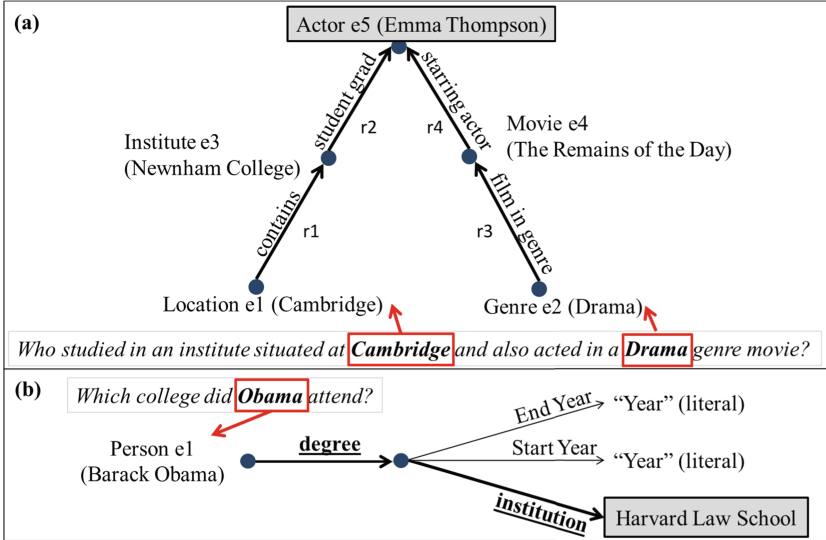 (a)
Actor e5 (Emma Thompson)
student grad
starring actor
r2
r4
Institute e3
(Newnham College)
Movie e4
(The Remains of the Day)
contains
film in genre
r1
r3
Location e1 (Cambridge)
Genre e2 (Drama)
Who studied in an institute situated at Cambridge and also acted in a Drama genre movie?
(b)
Which college did Obama attend?
End Year
"Year" (literal)
Person e1
(Barack Obama)
degree
Start Year
"Year" (literal)
institution
Harvard Law School